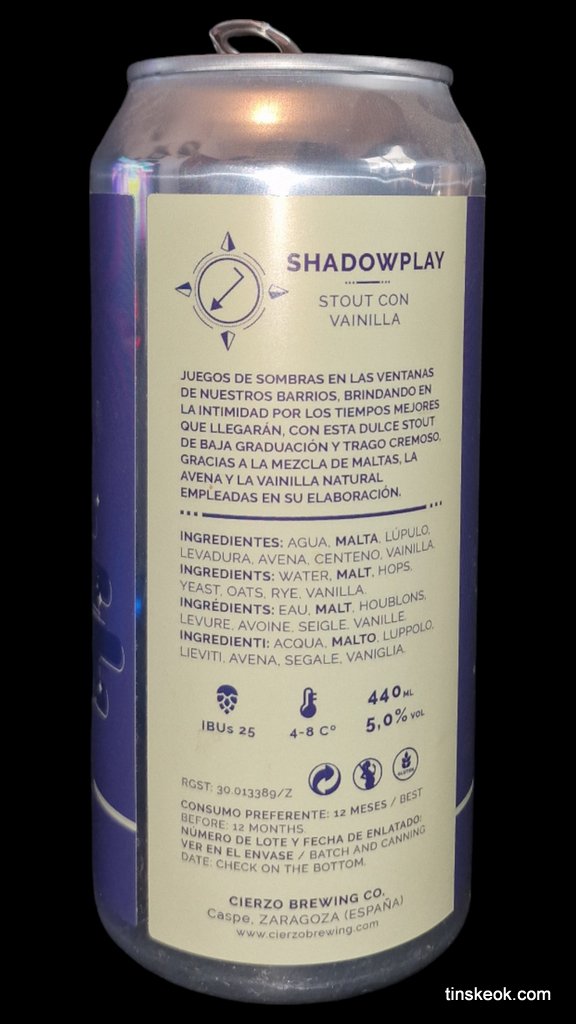 SHADOWPLAY
STOUT CON
VAINILLA
JUEGOS DE SOMBRAS EN LAS VENTANAS
DE NUESTROS BARRIOS, BRINDANDO EN
LA INTIMIDAD POR LOS TIEMPOS MEJORES
QUE LLEGARÁN, CON ESTA DULCE STOUT
DE BAJA GRADUACIÓN Y TRAGO CREMOSO,
GRACIAS A LA MEZCLA DE MALTAS, LA
AVENA Y LA VAINILLA NATURAL
EMPLEADAS EN SU ELABORACIÓN.
INGREDIENTES: AGUA, MALTA, LÚPULO,
LEVADURA, AVENA, CENTENO, VAINILLA.
INGREDIENTS: WATER, MALT, HOPS,
YEAST, OATS, RYE, VANILLA.
INGRÉDIENTS: EAU, MALT, HOUBLONS,
LEVURE, AVOINE, SEIGLE, VANILLE.
INGREDIENTI: ACQUA, MALTO, LUPPOLO,
LIEVITI, AVENA, SEGALE, VANIGLIA.
IBUs 25
4-8 Cº
440 ML
5,0% VOL
GLUTEN
RGST: 30.013389/Z
CONSUMO PREFERENTE: 12 MESES / BEST
BEFORE: 12 MONTHS.
NÚMERO DE LOTE Y FECHA DE ENLATADO:
VER EN EL ENVASE / BATCH AND CANNING
DATE: CHECK ON THE BOTTOM.
CIERZO BREWING CO.
Caspe, ZARAGOZA (ESPAÑA)
www.cierzobrewing.com
tinskeok.com